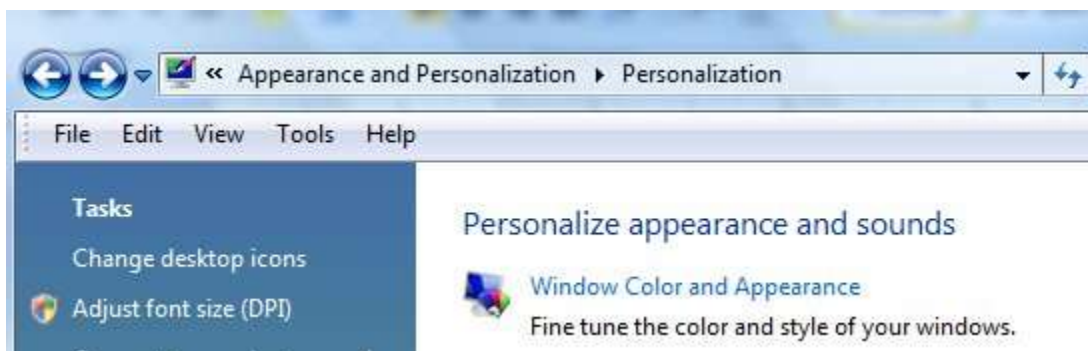 « Appearance and Personalization ▸ Personalization
File Edit View Tools Help
Tasks
Change desktop icons
Adjust font size (DPI)
Personalize appearance and sounds
Window Color and Appearance
Fine tune the color and style of your windows.